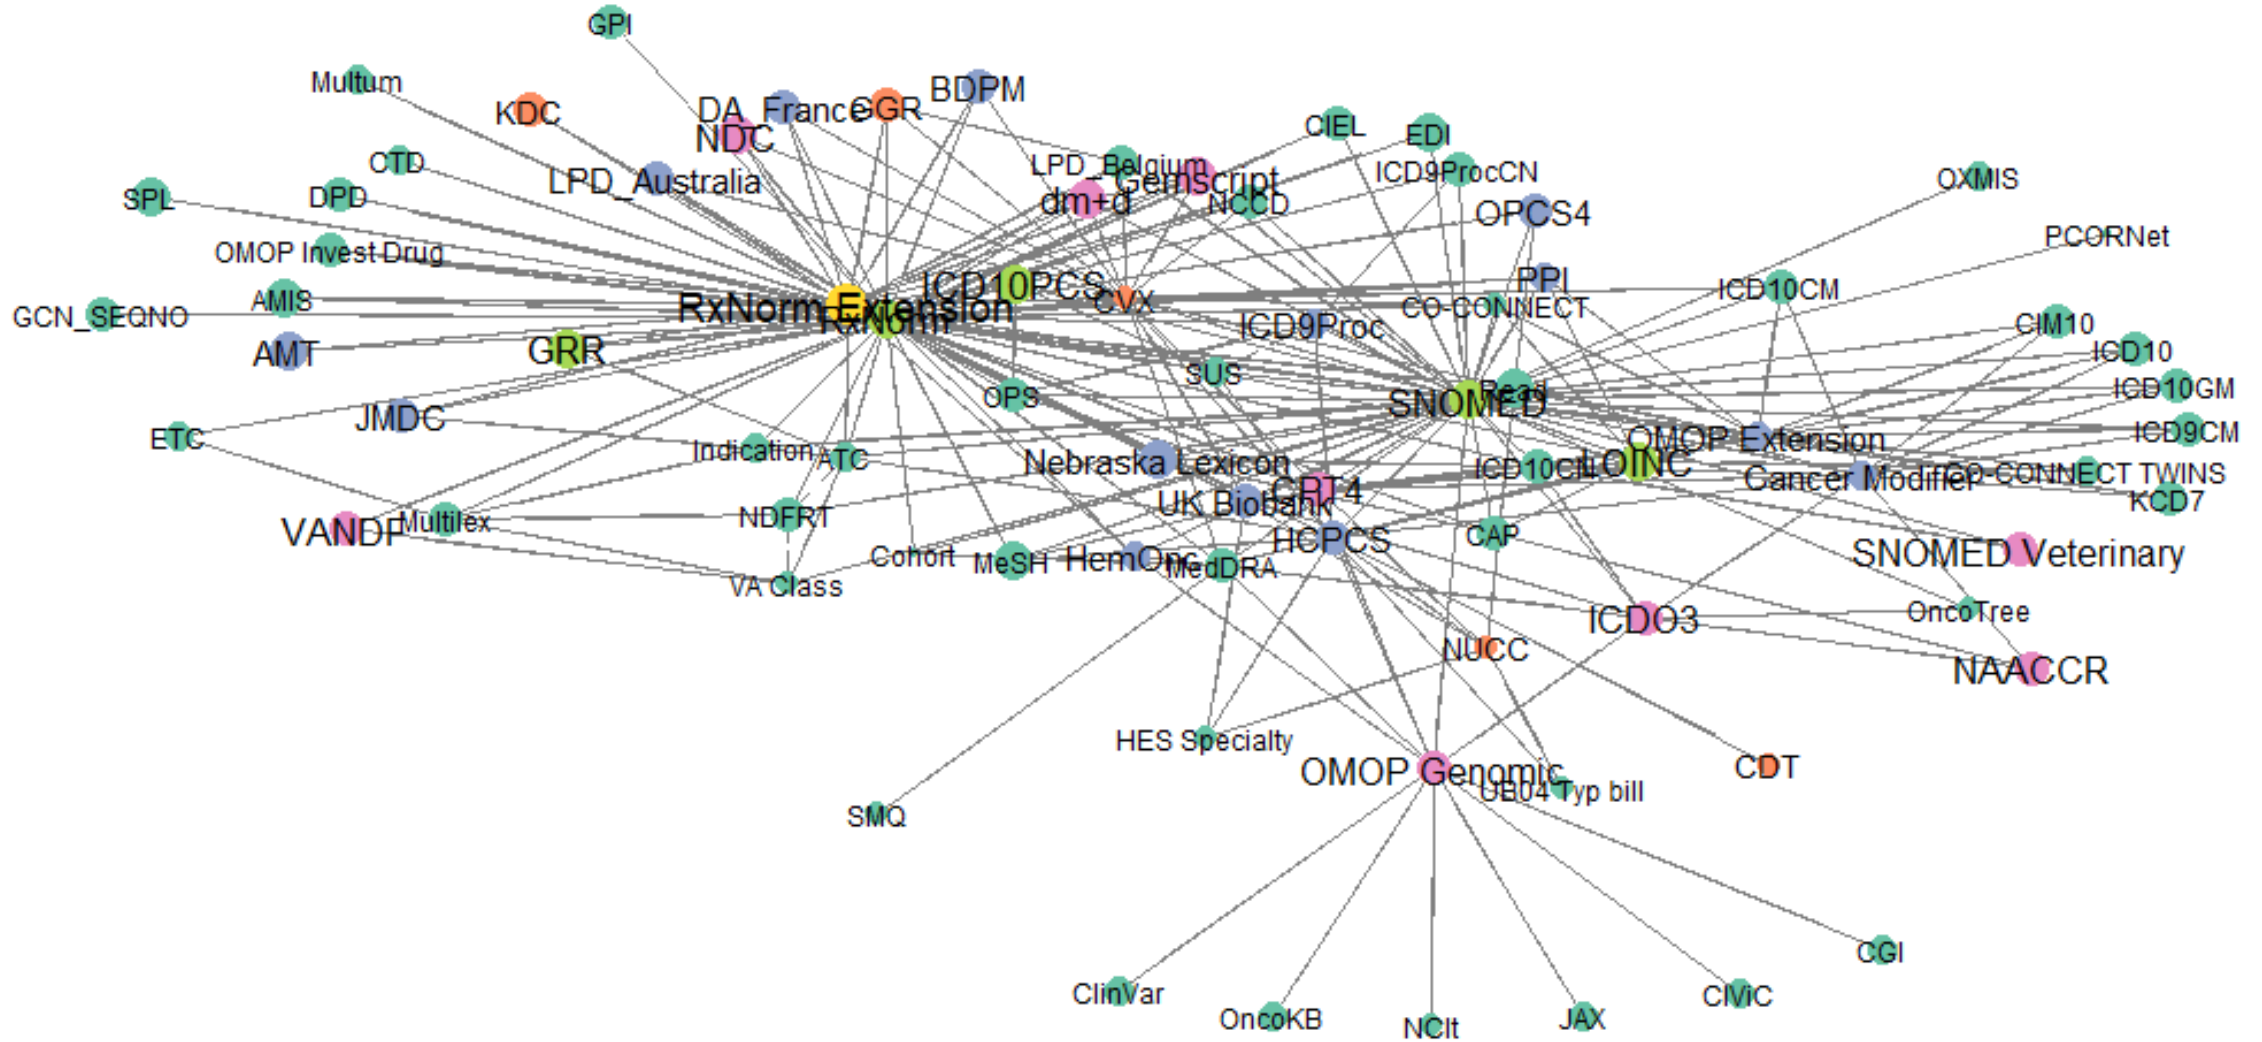 GPI
Multum
KDC
DA_France
GGR
BDPM
NDC
CIEL
EDI
CTD
LPD_Australia
LPD_Belgium
Gemscript
ICD9ProcCN
OXMIS
SPL
DPD
dm+d
NCCD
OPCS4
PCORNet
OMOP Invest Drug
ICD10PCS
PPI
ICD10CM
AMIS
RxNorm Extension
CVX
CO-CONNECT
GCN_SEQNO
RxNorm
ICD9Proc
CIM10
AMT
GRR
SUS
ICD10
ICD10GM
OPS
Read
SNOMED
JMDC
ETC
Indication
ATC
OMOP Extension
ICD9CM
Nebraska Lexicon
ICD10CN
LOINC
Cancer Modifier
CO-CONNECT TWINS
CPT4
UK Biobank
KCD7
VANDF
Multilex
NDFRT
HCPCS
CAP
Cohort
MeSH
HemOnc
MedDRA
SNOMED Veterinary
VA Class
ICDO3
OncoTree
NUCC
NAACCR
HES Specialty
OMOP Genomic
CDT
UB04 Typ bill
SMQ
CGI
ClinVar
CIViC
OncoKB
NCIt
JAX